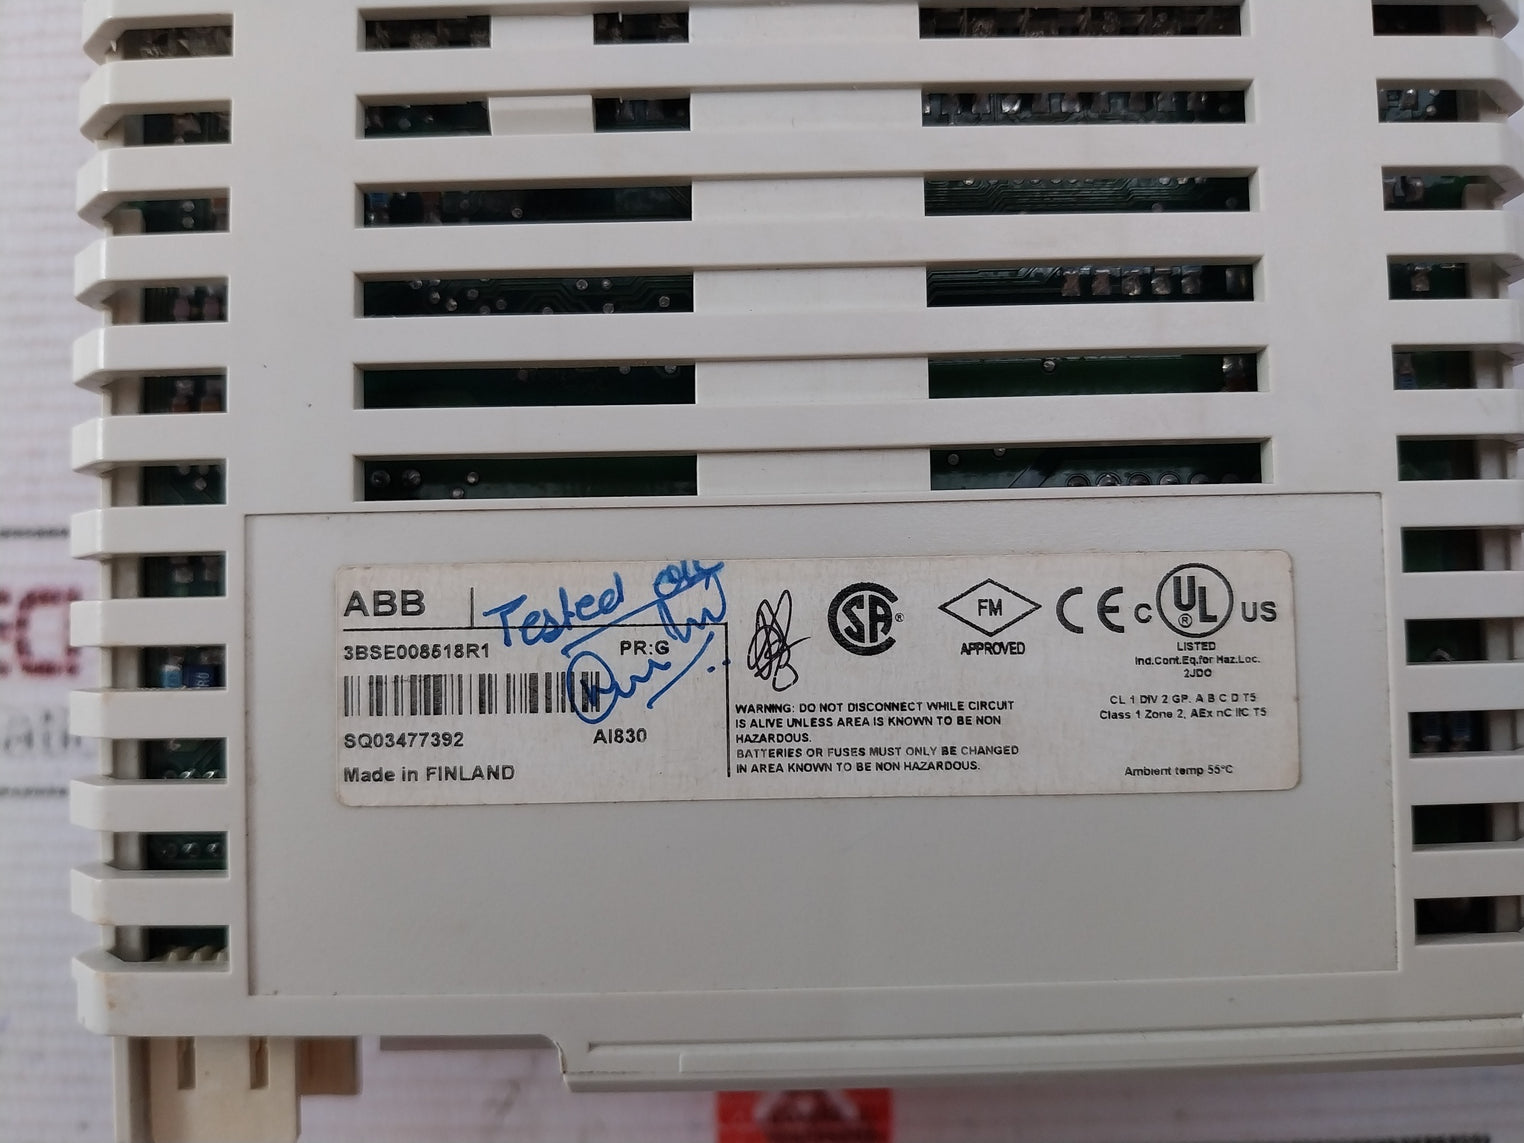 ABB
Tested ok
3BSE008518R1
PR:G
SQ03477392
AI830
Made in FINLAND
SA®
FM
APPROVED
CE
C UL® US
LISTED
Ind.Cont.Eq.for Haz.Loc.
2JDO
WARNING: DO NOT DISCONNECT WHILE CIRCUIT
IS ALIVE UNLESS AREA IS KNOWN TO BE NON
HAZARDOUS.
BATTERIES OR FUSES MUST ONLY BE CHANGED
IN AREA KNOWN TO BE NON HAZARDOUS.
CL 1 DIV 2 GP. A B C D T5
Class 1 Zone 2, AEx nC IIC T5
Ambient temp 55°C